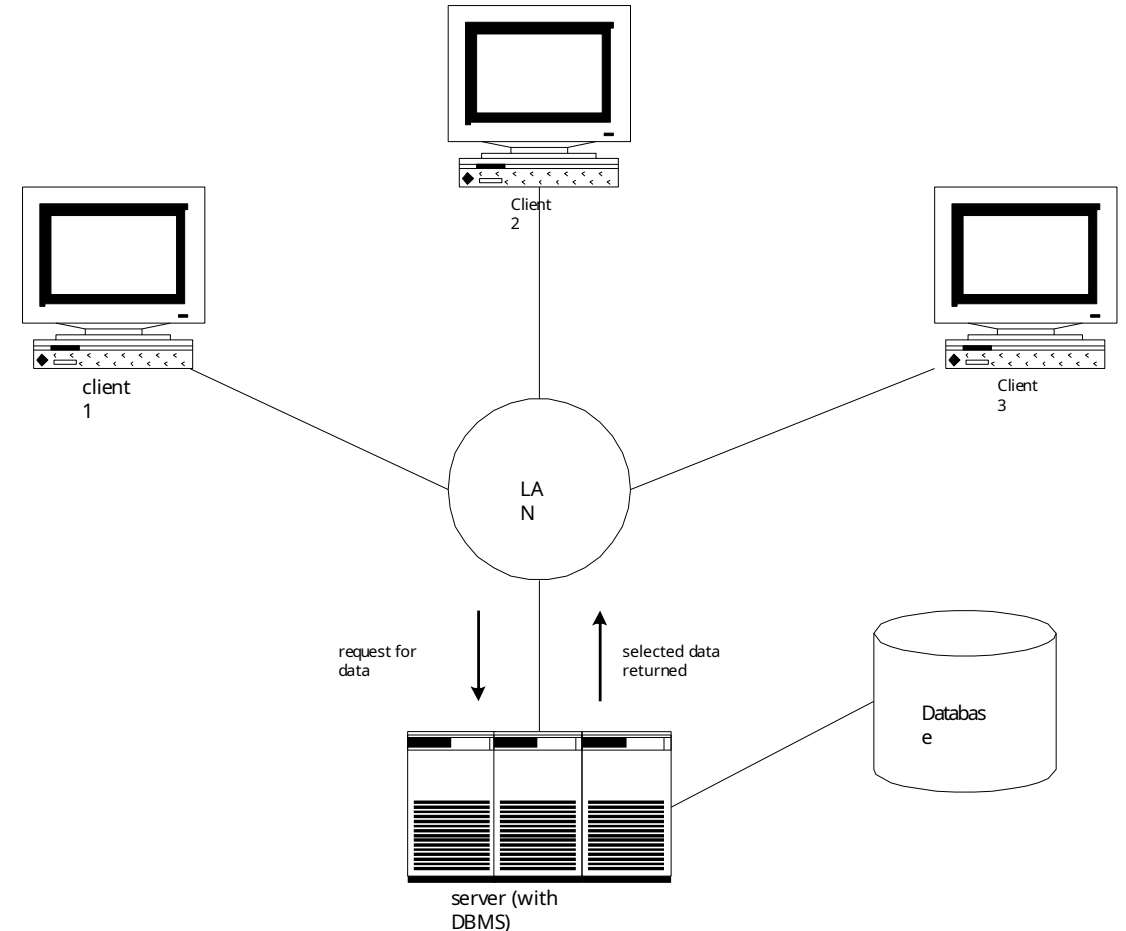 Client
2
client
1
Client
3
LA
N
request for
data
selected data
returned
Databas
e
server (with
DBMS)